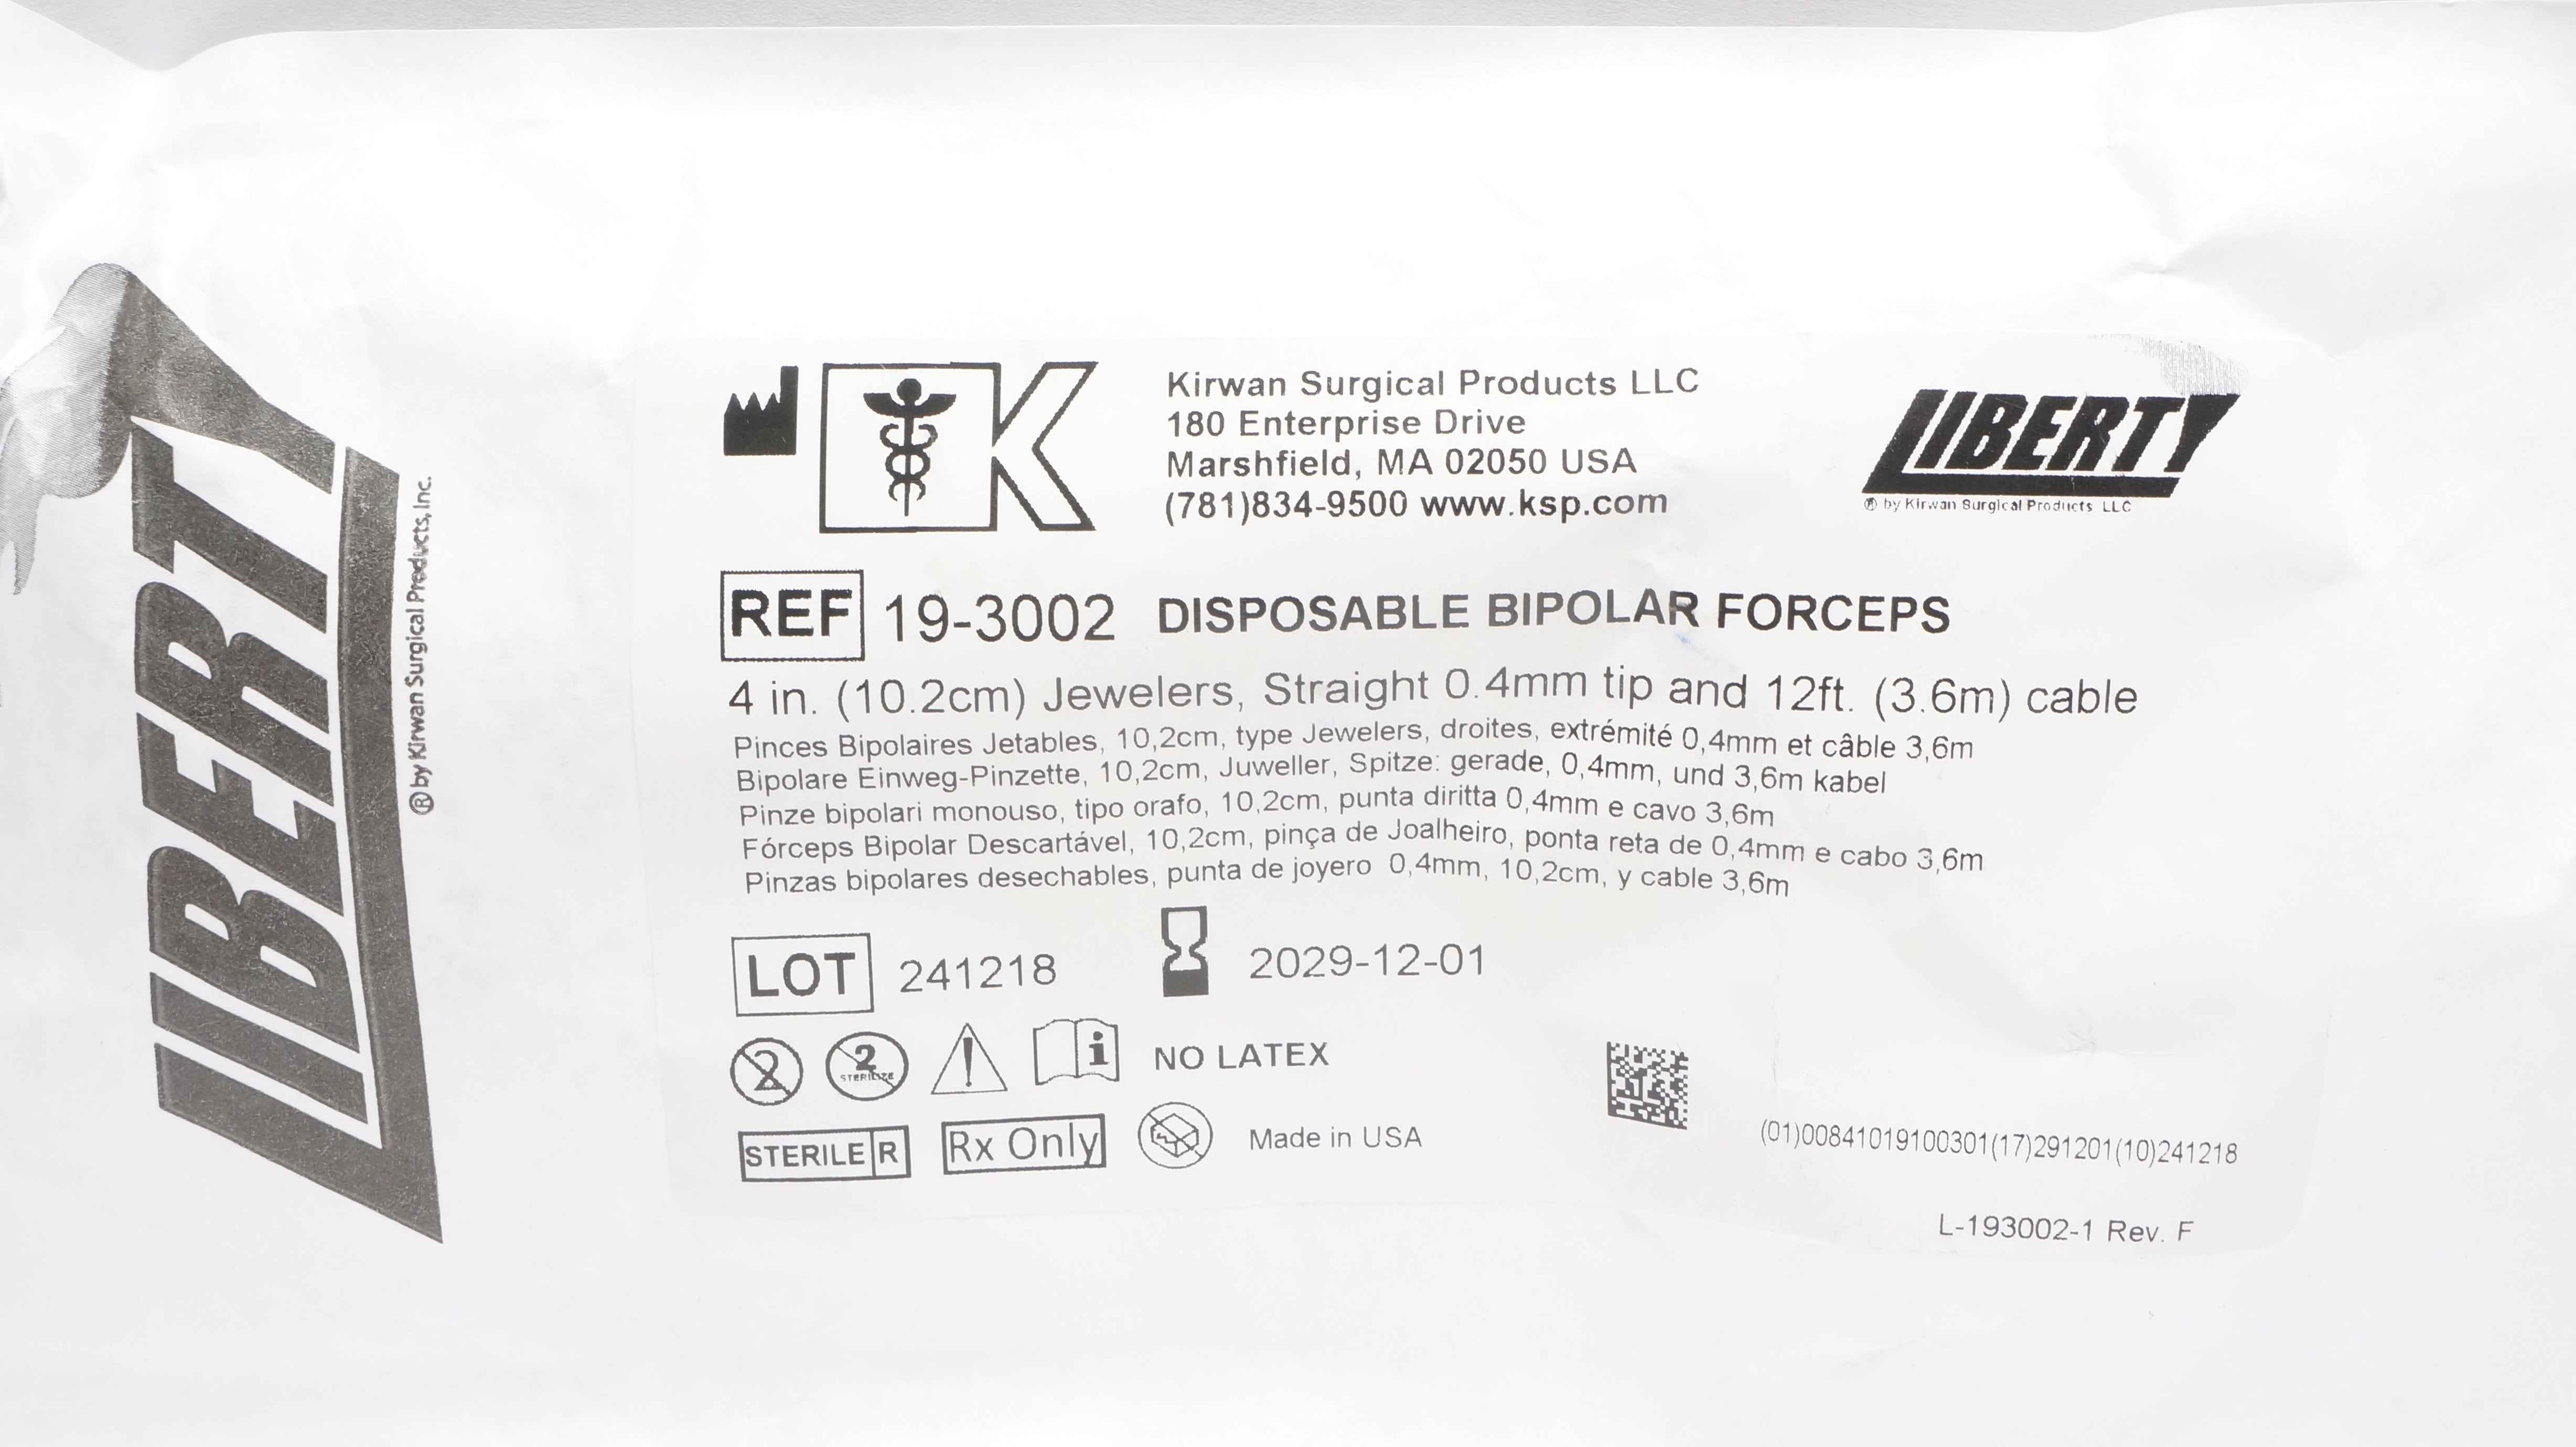 LIBERTY
® by Kirwan Surgical Products, Inc.
K
Kirwan Surgical Products LLC
180 Enterprise Drive
Marshfield, MA 02050 USA
(781)834-9500 www.ksp.com
LIBERTY
® by Kirwan Surgical Products LLC
REF 19-3002 DISPOSABLE BIPOLAR FORCEPS
4 in. (10.2cm) Jewelers, Straight 0.4mm tip and 12ft. (3.6m) cable
Pinces Bipolaires Jetables, 10,2cm, type Jewelers, droites, extrémité 0,4mm et câble 3,6m
Bipolare Einweg-Pinzette, 10,2cm, Juweller, Spitze: gerade, 0,4mm, und 3,6m kabel
Pinze bipolari monouso, tipo orafo, 10,2cm, punta diritta 0,4mm e cavo 3,6m
Fórceps Bipolar Descartável, 10,2cm, pinça de Joalheiro, ponta reta de 0,4mm e cabo 3,6m
Pinzas bipolares desechables, punta de joyero 0,4mm, 10,2cm, y cable 3,6m
LOT 241218 2029-12-01
2 2 STERILIZE ! i NO LATEX
STERILE R Rx Only Made in USA
(01)00841019100301(17)291201(10)241218
L-193002-1 Rev. F